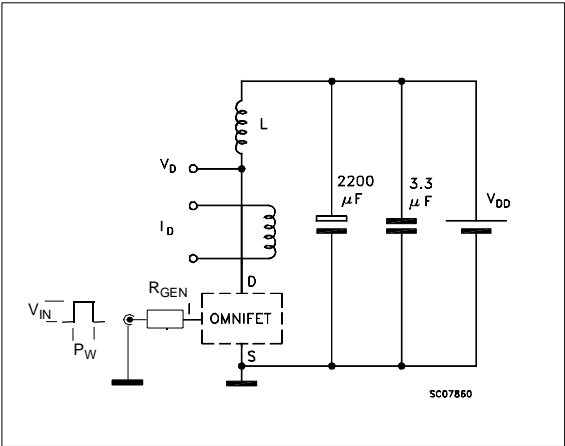 L
V_D
2200
µF
3.3
µF
V_DD
I_D
D
R_GEN
I
V_IN
OMNIFET
P_W
S
SC07860